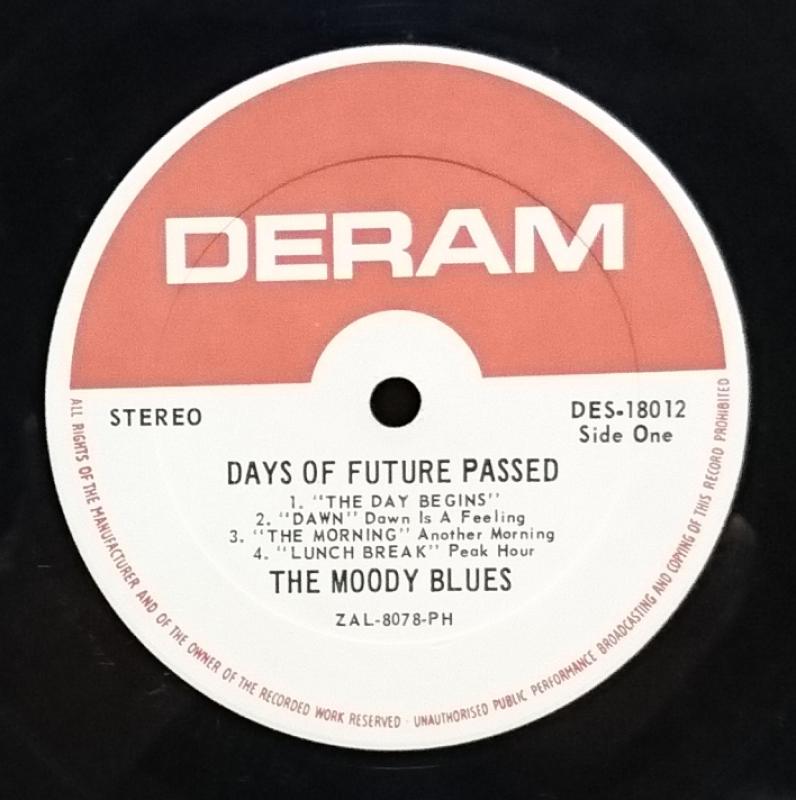 DERAM
STEREO
DES-18012
Side One
DAYS OF FUTURE PASSED
1. "THE DAY BEGINS"
2. "DAWN" Dawn Is A Feeling
3. "THE MORNING" Another Morning
4. "LUNCH BREAK" Peak Hour
THE MOODY BLUES
ZAL-8078-PH
ALL RIGHTS OF THE MANUFACTURER AND OF THE OWNER OF THE RECORDED WORK RESERVED · UNAUTHORISED PUBLIC PERFORMANCE BROADCASTING AND COPYING OF THIS RECORD PROHIBITED